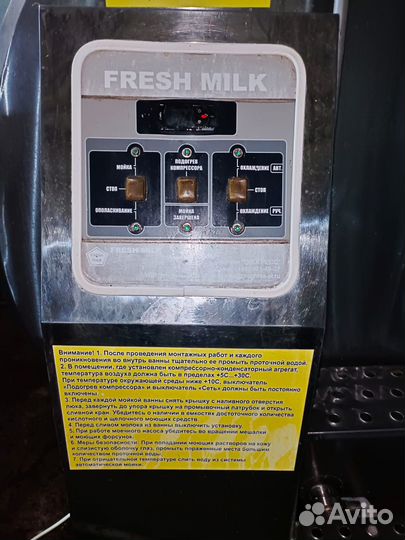 FRESH MILK
МОЙКА
ПОДОГРЕВ
КОМПРЕССОРА
ОХЛАЖДЕНИЕ АВТ.
СТОП
СТОП
ОПОЛАСКИВАНИЕ
МОЙКА
ЗАВЕРШЕНА
ОХЛАЖДЕНИЕ РУЧ.
FRESH MILK
Внимание! 1. После проведения монтажных работ и каждого
проникновения во внутрь ванны тщательно ее промыть проточной водой.
2. В помещении, где установлен компрессорно-конденсаторный агрегат,
температура воздуха должна быть в пределах +5С...+30С.
При температуре окружающей среды ниже +10С, выключатель
«Подогрев компрессора» и выключатель «Сеть» должны быть постоянно
включены.
3. Перед каждой мойкой ванны снять крышку с наливного отверстия
люка, завернуть до упора крышку на промывочный патрубок и открыть
сливной кран. Убедитесь о наличии в емкостях достаточного количества
кислотного и щелочного моющих средств.
4. Перед сливом молока из ванны выключить установку.
5. При работе моечного насоса убедитесь во вращении мешалки
и моющих форсунок.
6. Меры безопасности: При попадании моющих растворов на кожу
и слизистую оболочку глаз, промыть пораженные места большим
количеством проточной воды.
7. При отрицательной температуре слить воду из системы
автоматической мойки.
Avito